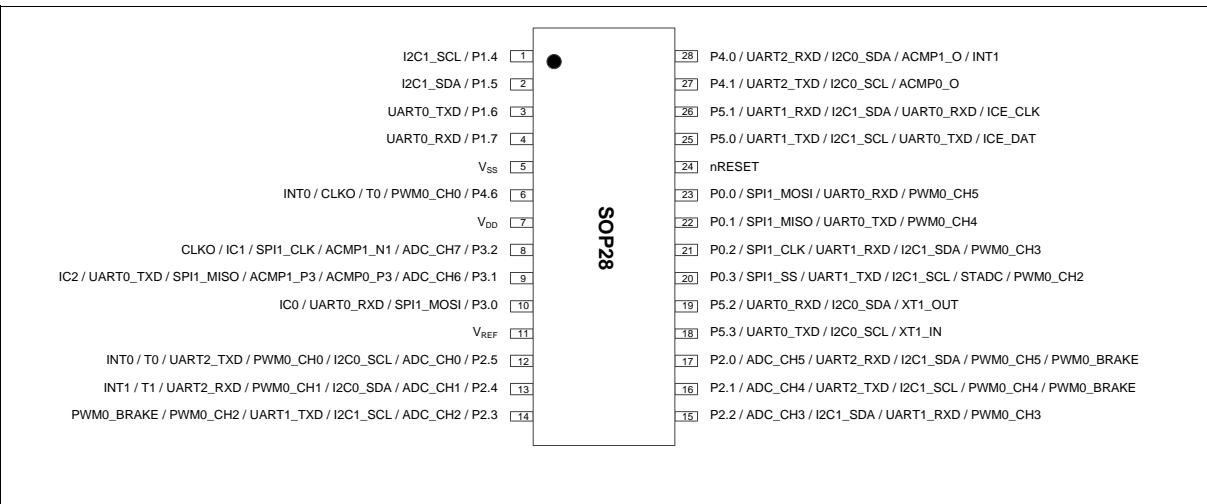 I2C1_SCL / P1.4 1
I2C1_SDA / P1.5 2
UART0_TXD / P1.6 3
UART0_RXD / P1.7 4
VSS 5
INT0 / CLKO / T0 / PWM0_CH0 / P4.6 6
VDD 7
CLKO / IC1 / SPI1_CLK / ACMP1_N1 / ADC_CH7 / P3.2 8
IC2 / UART0_TXD / SPI1_MISO / ACMP1_P3 / ACMP0_P3 / ADC_CH6 / P3.1 9
IC0 / UART0_RXD / SPI1_MOSI / P3.0 10
VREF 11
INT0 / T0 / UART2_TXD / PWM0_CH0 / I2C0_SCL / ADC_CH0 / P2.5 12
INT1 / T1 / UART2_RXD / PWM0_CH1 / I2C0_SDA / ADC_CH1 / P2.4 13
PWM0_BRAKE / PWM0_CH2 / UART1_TXD / I2C1_SCL / ADC_CH2 / P2.3 14
SOP28
28 P4.0 / UART2_RXD / I2C0_SDA / ACMP1_O / INT1
27 P4.1 / UART2_TXD / I2C0_SCL / ACMP0_O
26 P5.1 / UART1_RXD / I2C1_SDA / UART0_RXD / ICE_CLK
25 P5.0 / UART1_TXD / I2C1_SCL / UART0_TXD / ICE_DAT
24 nRESET
23 P0.0 / SPI1_MOSI / UART0_RXD / PWM0_CH5
22 P0.1 / SPI1_MISO / UART0_TXD / PWM0_CH4
21 P0.2 / SPI1_CLK / UART1_RXD / I2C1_SDA / PWM0_CH3
20 P0.3 / SPI1_SS / UART1_TXD / I2C1_SCL / STADC / PWM0_CH2
19 P5.2 / UART0_RXD / I2C0_SDA / XT1_OUT
18 P5.3 / UART0_TXD / I2C0_SCL / XT1_IN
17 P2.0 / ADC_CH5 / UART2_RXD / I2C1_SDA / PWM0_CH5 / PWM0_BRAKE
16 P2.1 / ADC_CH4 / UART2_TXD / I2C1_SCL / PWM0_CH4 / PWM0_BRAKE
15 P2.2 / ADC_CH3 / I2C1_SDA / UART1_RXD / PWM0_CH3